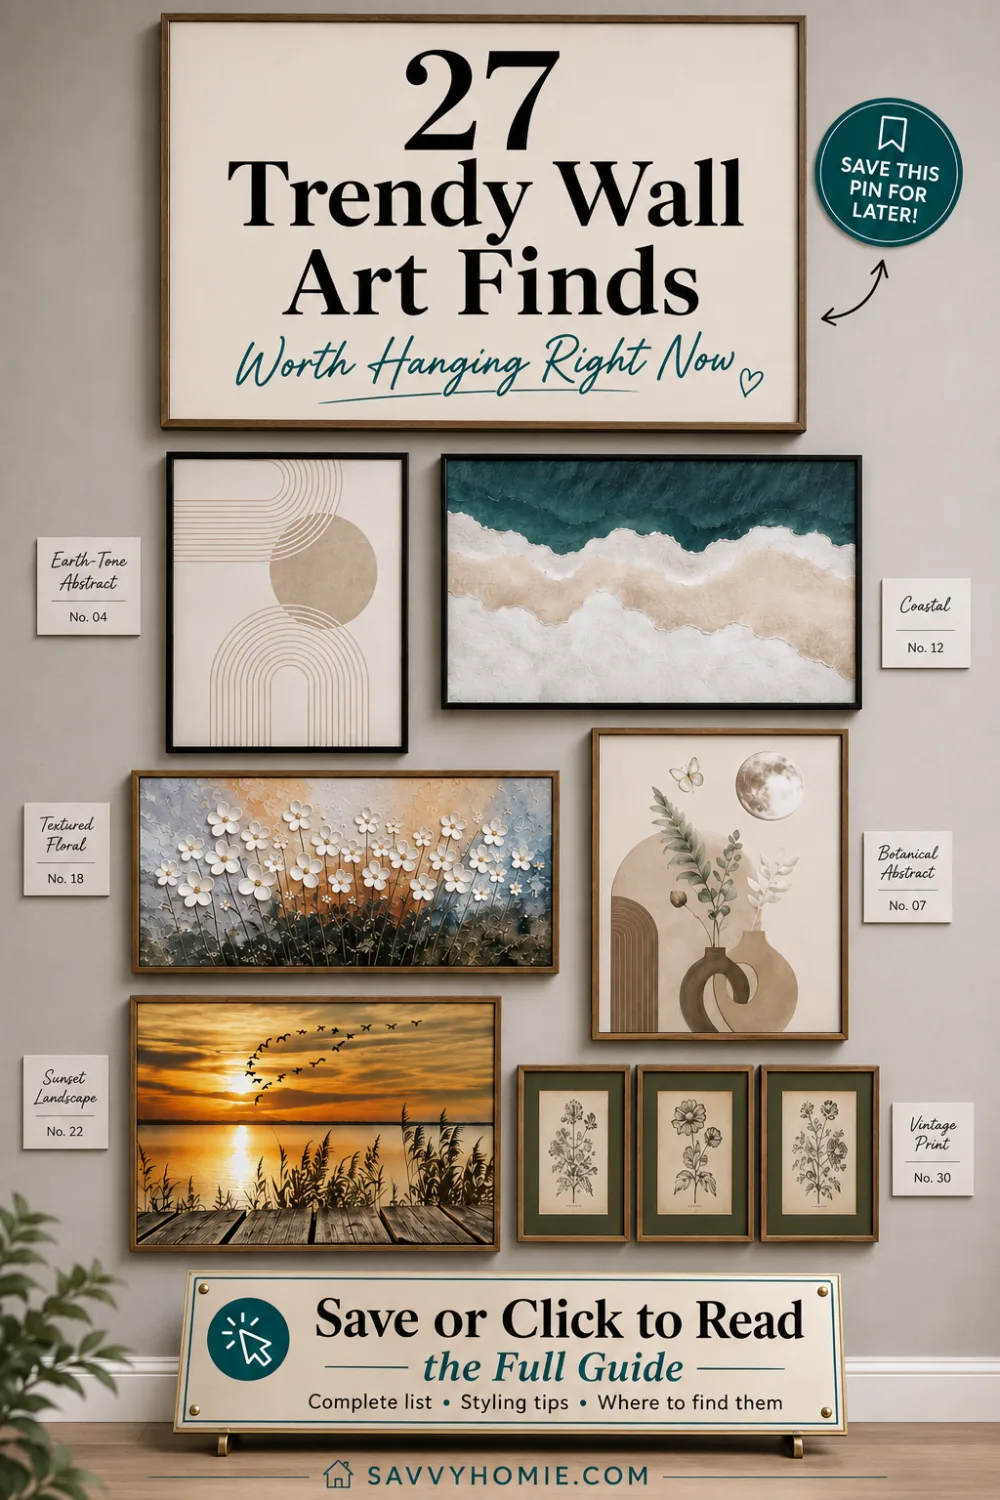 27
Trendy Wall
Art Finds
Worth Hanging Right Now
SAVE THIS
PIN FOR
LATER!
Earth-Tone
Abstract
No. 04
Coastal
No. 12
Textured
Floral
No. 18
Botanical
Abstract
No. 07
Sunset
Landscape
No. 22
Vintage
Print
No. 30
Save or Click to Read
the Full Guide
Complete list • Styling tips • Where to find them
SAVVYHOMIE.COM